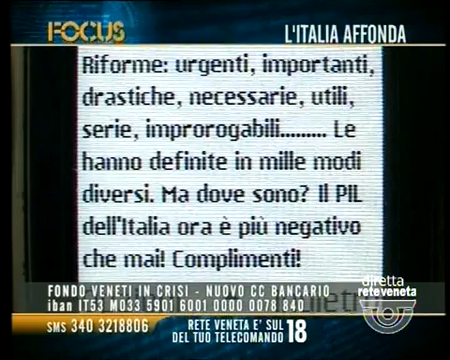 FOCUS
L'ITALIA AFFONDA
Riforme: urgenti, importanti,
drastiche, necessarie, utili,
serie, improrogabili......... Le
hanno definite in mille modi
diversi. Ma dove sono? Il PIL
dell'Italia ora è più negativo
che mai! Complimenti!
FONDO VENETI IN CRISI - NUOVO CC BANCARIO
iban IT53 M033 5901 6001 0000 0078 840
diretta
reteveneta
SMS 340 3218806
RETE VENETA E' SUL
DEL TUO TELECOMANDO 18